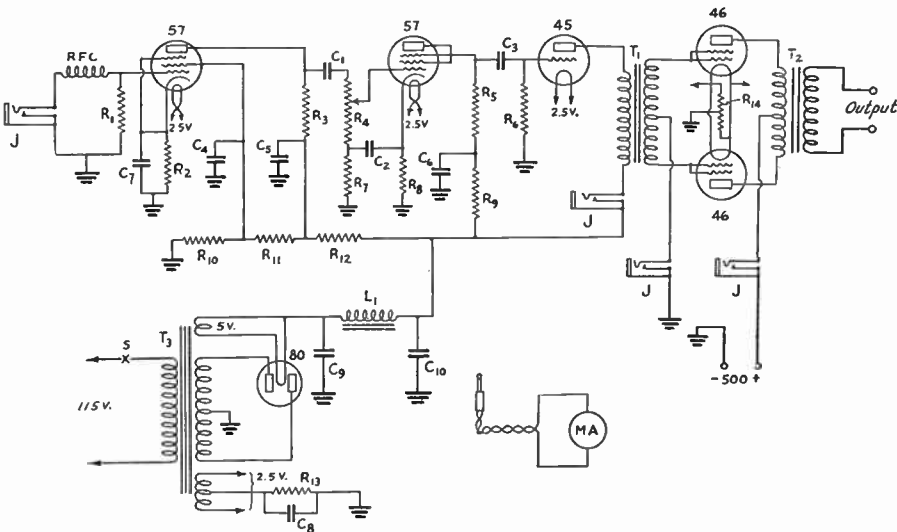 57
RFC
R1
2.5V
J
C7
R2
C4
C5
R3
C1
R4
C2
R7
57
2.5V
R8
C6
R5
C3
R9
R6
45
2.5V.
T1
J
46
R14
46
T2
Output
J
J
- 500 +
R10
R11
R12
L1
5V.
T3
S
115V.
80
C9
C10
2.5V.
R13
C8
MA